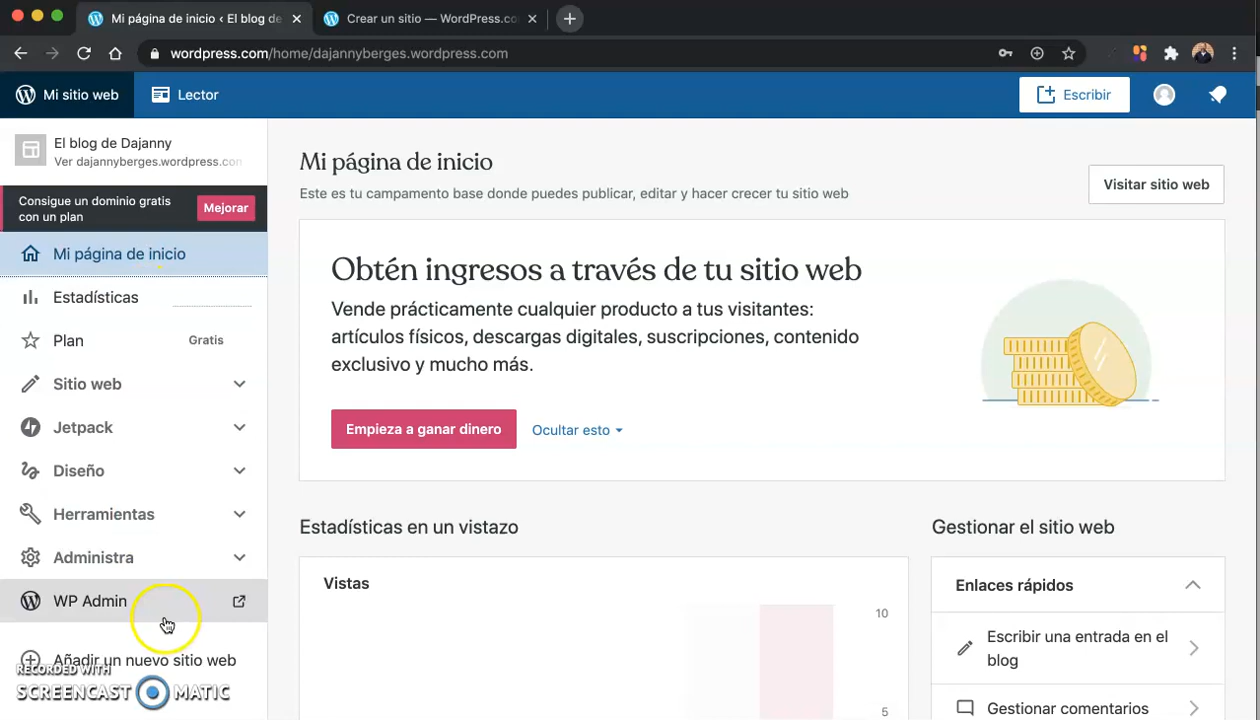 Mi página de inicio ‹ El blog de
Crear un sitio — WordPress.co
wordpress.com/home/dajannyberges.wordpress.com
Mi sitio web
Lector
Escribir
El blog de Dajanny
Ver dajannyberges.wordpress.com
Consigue un dominio gratis
con un plan
Mejorar
Mi página de inicio
Estadísticas
Plan
Gratis
Sitio web
Jetpack
Diseño
Herramientas
Administra
WP Admin
Añadir un nuevo sitio web
RECORDED WITH
SCREENCAST MATIC
Mi página de inicio
Este es tu campamento base donde puedes publicar, editar y hacer crecer tu sitio web
Visitar sitio web
Obtén ingresos a través de tu sitio web
Vende prácticamente cualquier producto a tus visitantes:
artículos físicos, descargas digitales, suscripciones, contenido
exclusivo y mucho más.
Empieza a ganar dinero
Ocultar esto
Estadísticas en un vistazo
Vistas
10
5
Gestionar el sitio web
Enlaces rápidos
Escribir una entrada en el
blog
Gestionar comentarios